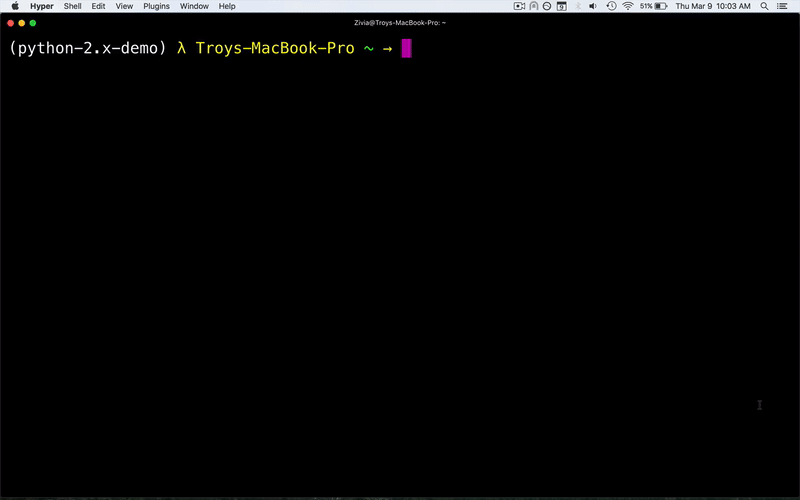 Hyper Shell Edit View Plugins Window Help 9 51% Thu Mar 9 10:03 AM
Zivia@Troys-MacBook-Pro: ~
(python-2.x-demo) λ Troys-MacBook-Pro ~ →